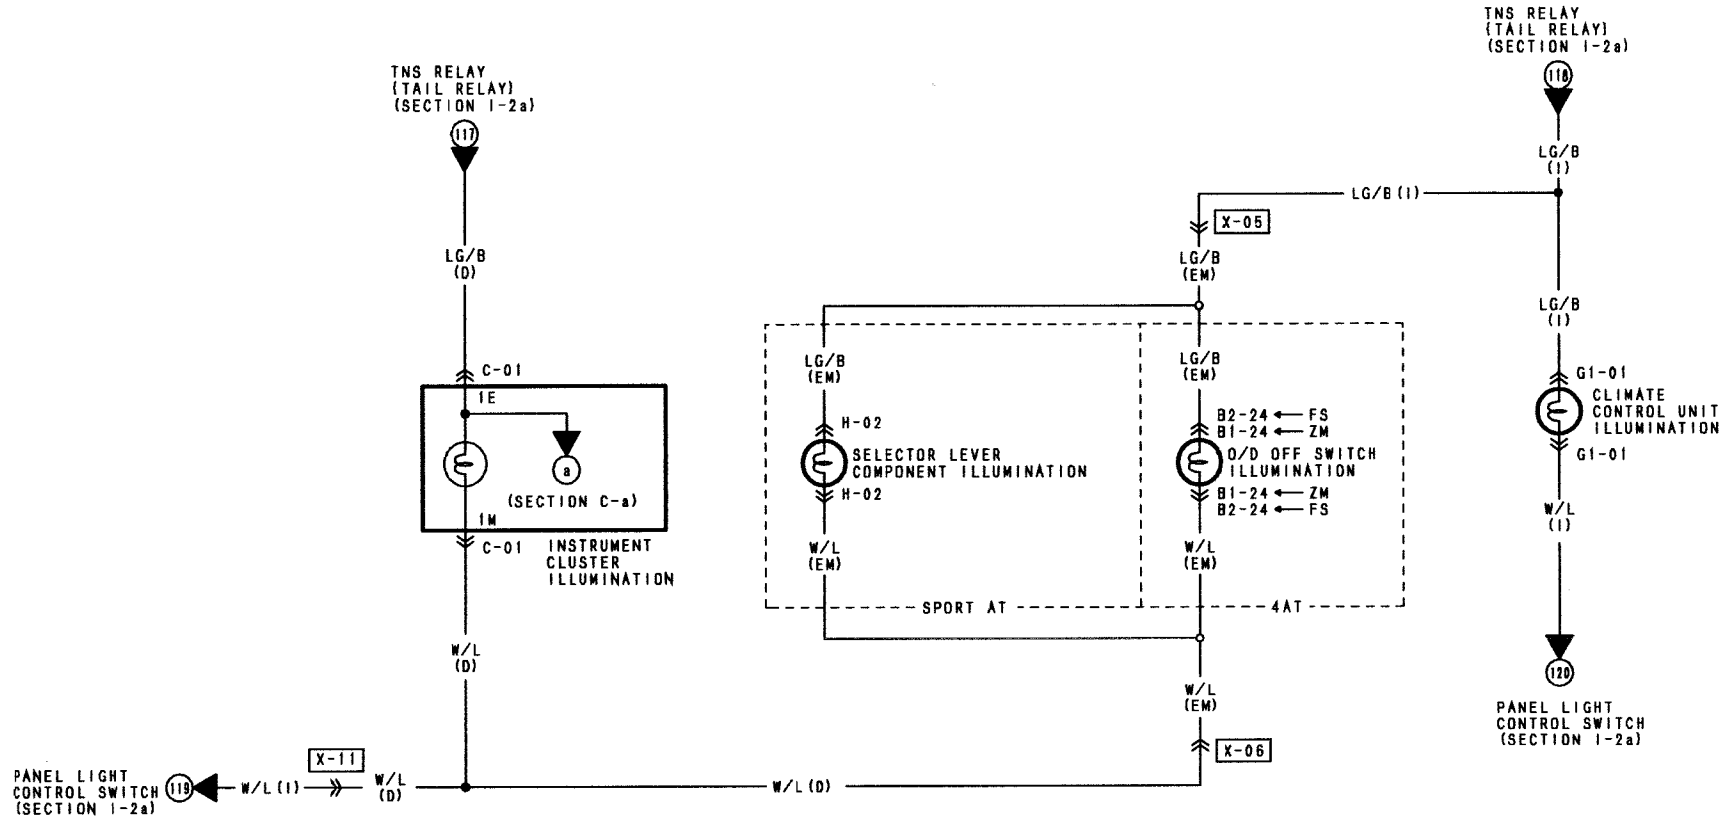 TNS RELAY
(TAIL RELAY)
(SECTION I-2a)
117
LG/B
(D)
C-01
1E
a
(SECTION C-a)
1M
C-01
INSTRUMENT
CLUSTER
ILLUMINATION
W/L
(D)
PANEL LIGHT
CONTROL SWITCH
(SECTION I-2a)
119
W/L(I)
X-11
W/L
(D)
W/L(D)
TNS RELAY
(TAIL RELAY)
(SECTION I-2a)
118
LG/B
(I)
LG/B(I)
X-05
LG/B
(EM)
LG/B
(EM)
H-02
SELECTOR LEVER
COMPONENT ILLUMINATION
H-02
W/L
(EM)
SPORT AT
LG/B
(EM)
B2-24 FS
B1-24 ZM
O/D OFF SWITCH
ILLUMINATION
B1-24 ZM
B2-24 FS
W/L
(EM)
4AT
W/L
(EM)
X-06
LG/B
(I)
G1-01
CLIMATE
CONTROL UNIT
ILLUMINATION
G1-01
W/L
(I)
120
PANEL LIGHT
CONTROL SWITCH
(SECTION I-2a)